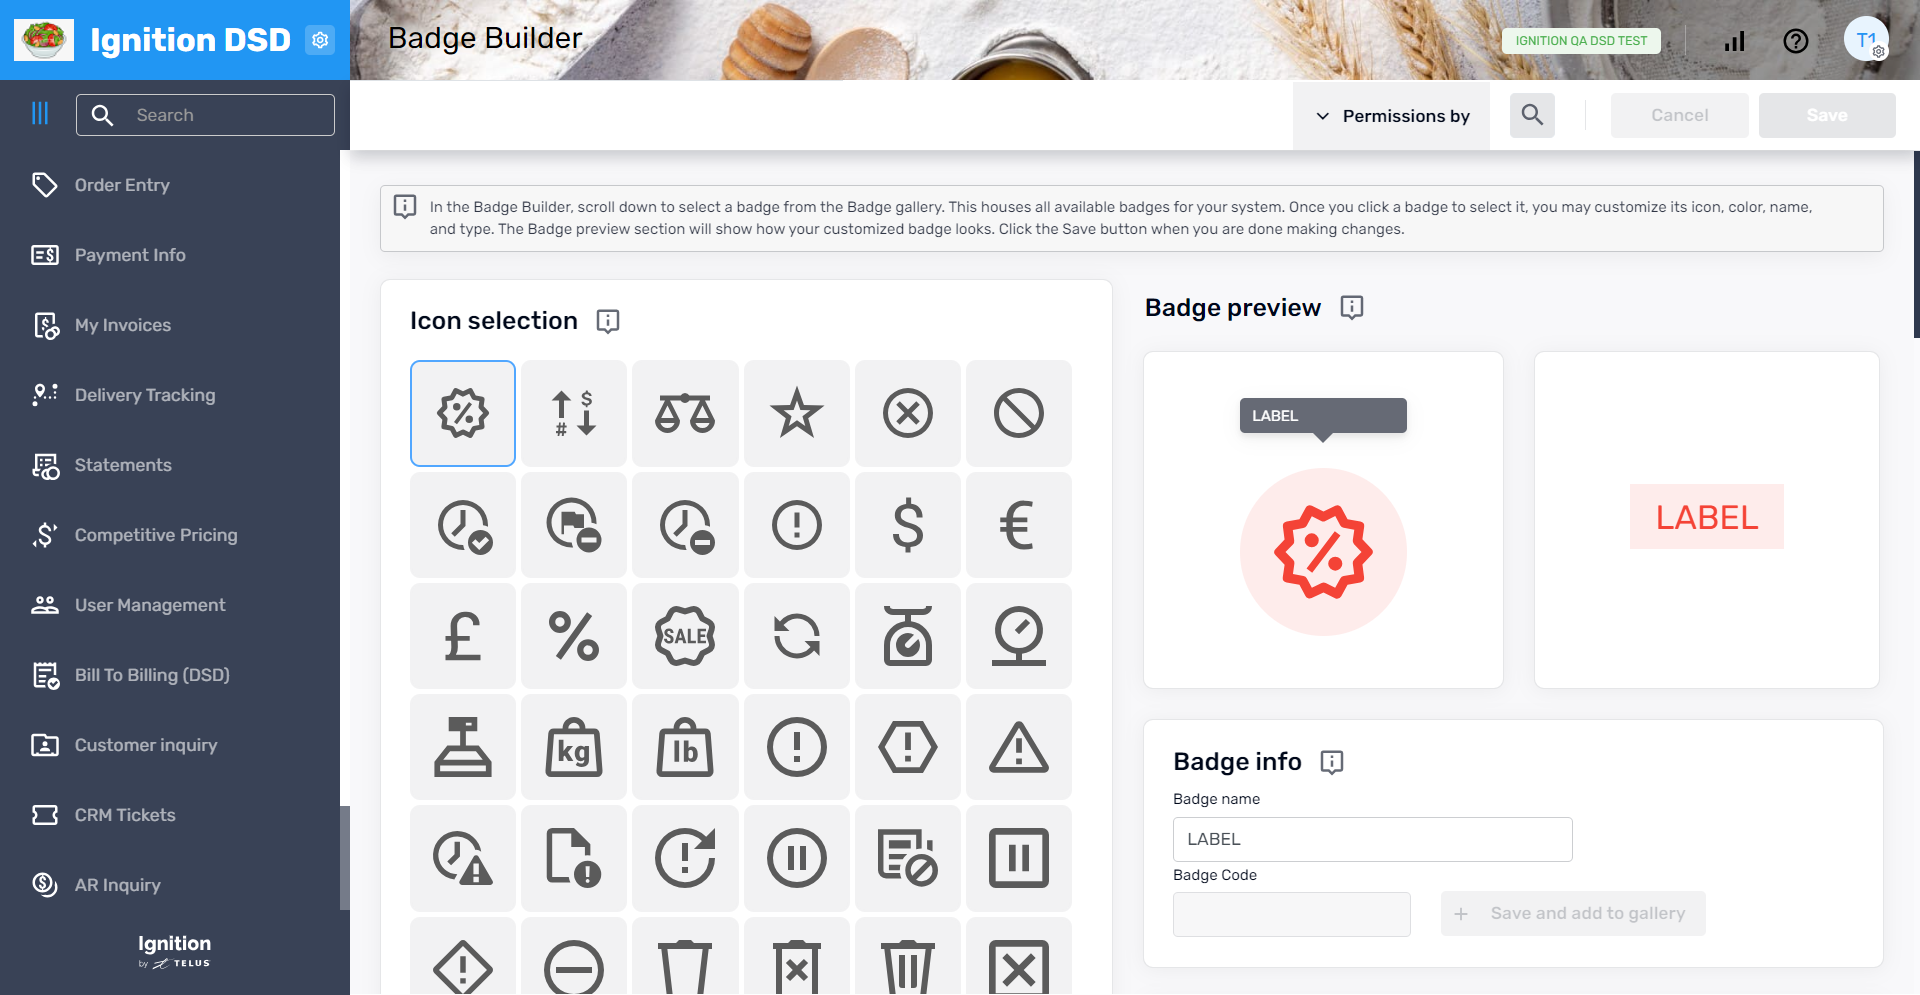 Ignition DSD
Badge Builder
IGNITION QA DSD TEST
T1
Search
Permissions by
Cancel
Save
Order Entry
Payment Info
My Invoices
Delivery Tracking
Statements
Competitive Pricing
User Management
Bill To Billing (DSD)
Customer inquiry
CRM Tickets
AR Inquiry
Ignition
by TELUS
In the Badge Builder, scroll down to select a badge from the Badge gallery. This houses all available badges for your system. Once you click a badge to select it, you may customize its icon, color, name,
and type. The Badge preview section will show how your customized badge looks. Click the Save button when you are done making changes.
Icon selection
$
#
$
€
£
%
SALE
kg
lb
Badge preview
LABEL
LABEL
Badge info
Badge name
LABEL
Badge Code
+ Save and add to gallery